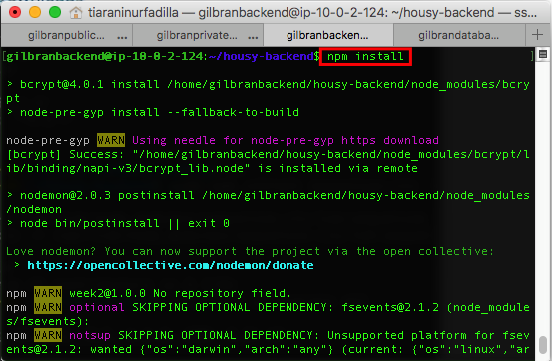 tiaraninurfadilla — gilbranbackend@ip-10-0-2-124: ~/housy-backend — ss...
gilbranpublic... ... gilbranprivate... ... gilbranbacken... ... gilbrandataba... ...
[gilbranbackend@ip-10-0-2-124:~/housy-backend$ npm install ]
> bcrypt@4.0.1 install /home/gilbranbackend/housy-backend/node_modules/bcry
pt
> node-pre-gyp install --fallback-to-build
node-pre-gyp WARN Using needle for node-pre-gyp https download
[bcrypt] Success: "/home/gilbranbackend/housy-backend/node_modules/bcrypt/l
ib/binding/napi-v3/bcrypt_lib.node" is installed via remote
> nodemon@2.0.3 postinstall /home/gilbranbackend/housy-backend/node_modules
/nodemon
> node bin/postinstall || exit 0
Love nodemon? You can now support the project via the open collective:
> https://opencollective.com/nodemon/donate
npm WARN week2@1.0.0 No repository field.
npm WARN optional SKIPPING OPTIONAL DEPENDENCY: fsevents@2.1.2 (node_module
s/fsevents):
npm WARN notsup SKIPPING OPTIONAL DEPENDENCY: Unsupported platform for fsev
ents@2.1.2: wanted {"os":"darwin","arch":"any"} (current: {"os":"linux","ar